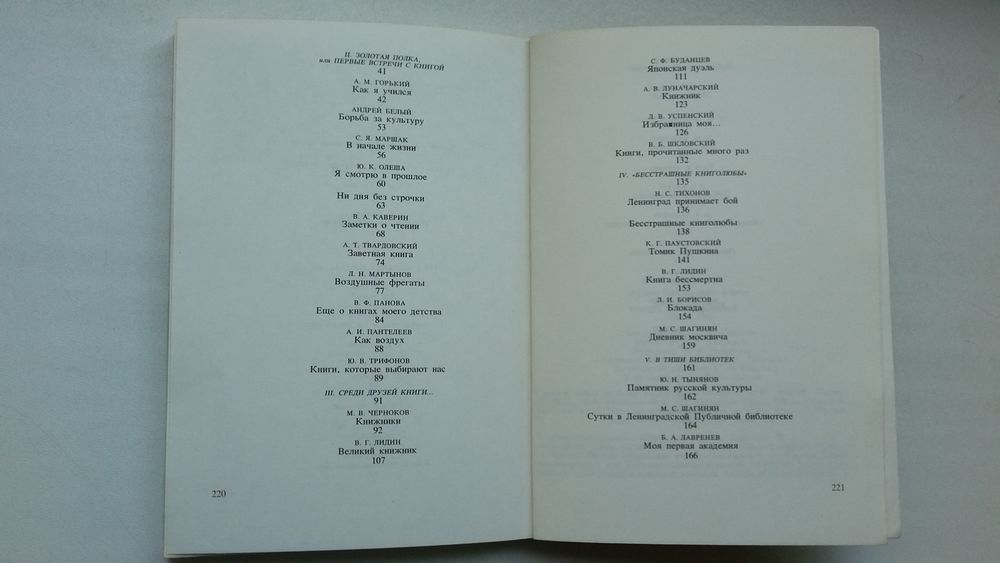 II. ЗОЛОТАЯ ПОЛКА,
или ПЕРВЫЕ ВСТРЕЧИ С КНИГОЙ
41
А. М. ГОРЬКИЙ
Как я учился
42
АНДРЕЙ БЕЛЫЙ
Борьба за культуру
53
С. Я. МАРШАК
В начале жизни
56
Ю. К. ОЛЕША
Я смотрю в прошлое
60
Ни дня без строчки
63
В. А. КАВЕРИН
Заметки о чтении
68
А. Т. ТВАРДОВСКИЙ
Заветная книга
74
Л. Н. МАРТЫНОВ
Воздушные фрегаты
77
В. Ф. ПАНОВА
Еще о книгах моего детства
84
А. И. ПАНТЕЛЕЕВ
Как воздух
88
Ю. В. ТРИФОНОВ
Книги, которые выбирают нас
89
III. СРЕДИ ДРУЗЕЙ КНИГИ...
91
М. В. ЧЕРНОКОВ
Книжники
92
В. Г. ЛИДИН
Великий книжник
107
220
С. Ф. БУДАНЦЕВ
Японская дуэль
111
А. В. ЛУНАЧАРСКИЙ
Книжник
123
Л. В. УСПЕНСКИЙ
Избранница моя...
126
В. Б. ШКЛОВСКИЙ
Книги, прочитанные много раз
132
IV. «БЕССТРАШНЫЕ КНИГОЛЮБЫ»
135
Н. С. ТИХОНОВ
Ленинград принимает бой
136
Бесстрашные книголюбы
138
К. Г. ПАУСТОВСКИЙ
Томик Пушкина
141
В. Г. ЛИДИН
Книга бессмертна
153
Л. И. БОРИСОВ
Блокада
154
М. С. ШАГИНЯН
Дневник москвича
159
V. В ТИШИ БИБЛИОТЕК
161
Ю. Н. ТЫНЯНОВ
Памятник русской культуры
162
М. С. ШАГИНЯН
Сутки в Ленинградской Публичной библиотеке
164
Б. А. ЛАВРЕНЕВ
Моя первая академия
166
221